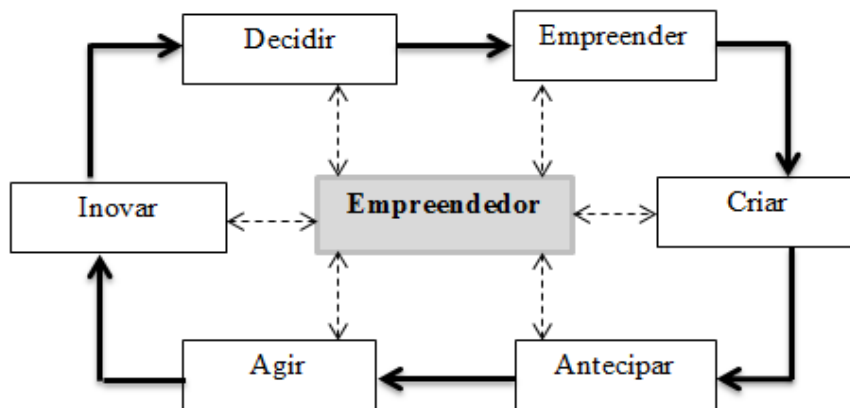 Decidir
Empreender
Inovar
Empreendedor
Criar
Agir
Antecipar